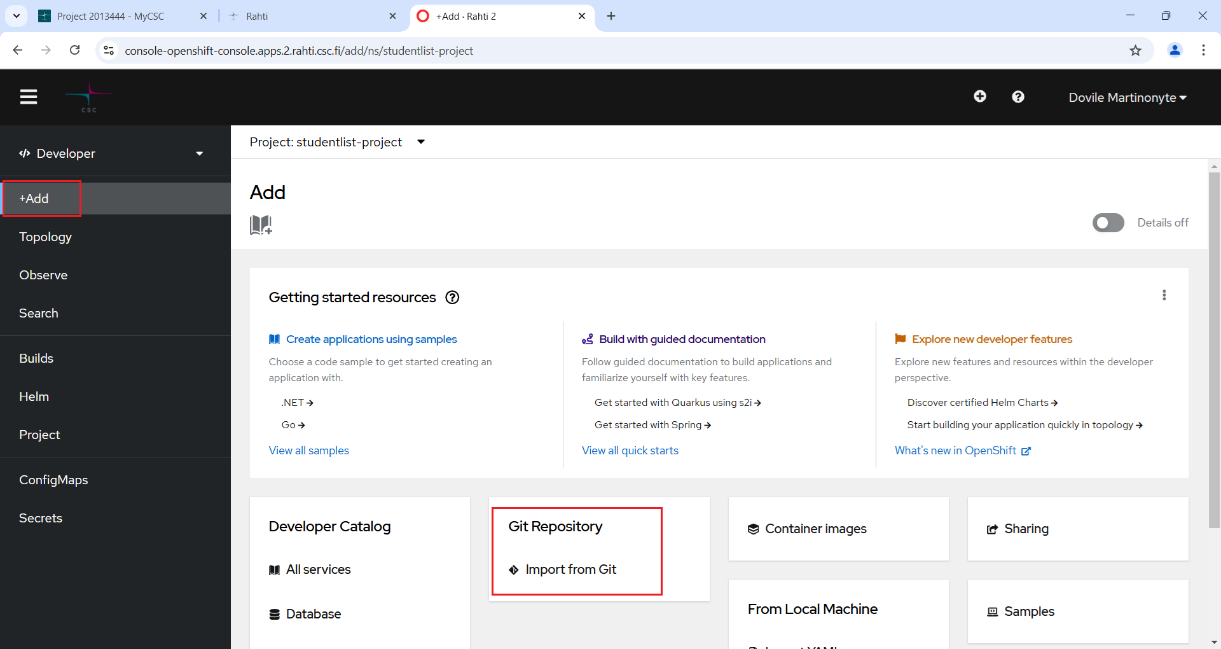 Project 2013444 - MyCSC
Rahti
+Add · Rahti 2
console-openshift-console.apps.2.rahti.csc.fi/add/ns/studentlist-project
CSC
Dovile Martinonyte
Developer
Project: studentlist-project
+Add
Topology
Observe
Search
Builds
Helm
Project
ConfigMaps
Secrets
Add
Details off
Getting started resources
Create applications using samples
Choose a code sample to get started creating an
application with.
.NET
Go
View all samples
Build with guided documentation
Follow guided documentation to build applications and
familiarize yourself with key features.
Get started with Quarkus using s2i
Get started with Spring
View all quick starts
Explore new developer features
Explore new features and resources within the developer
perspective.
Discover certified Helm Charts
Start building your application quickly in topology
What's new in OpenShift
Developer Catalog
All services
Database
Git Repository
Import from Git
Container images
From Local Machine
Sharing
Samples